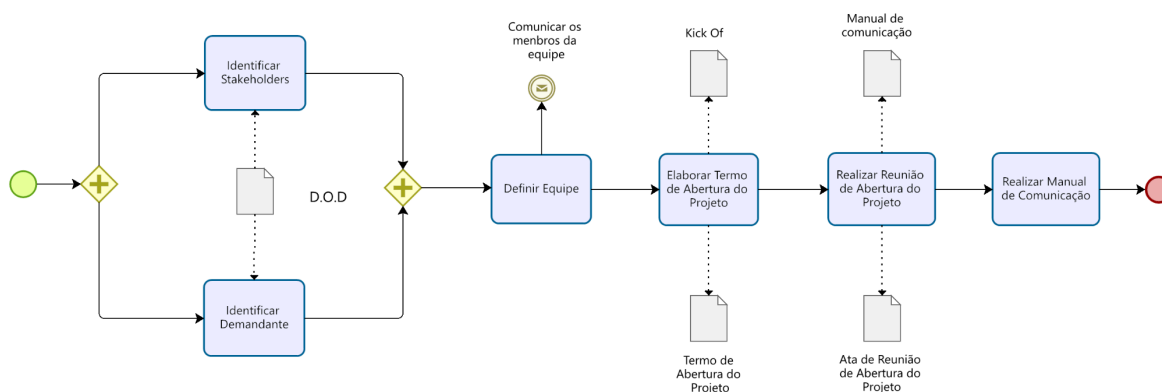 Identificar
Stakeholders
D.O.D
Identificar
Demandante
Comunicar os
menbros da
equipe
Definir Equipe
Kick Of
Elaborar Termo
de Abertura do
Projeto
Termo de
Abertura do
Projeto
Manual de
comunicação
Realizar Reunião
de Abertura do
Projeto
Ata de Reunião
de Abertura do
Projeto
Realizar Manual
de Comunicação